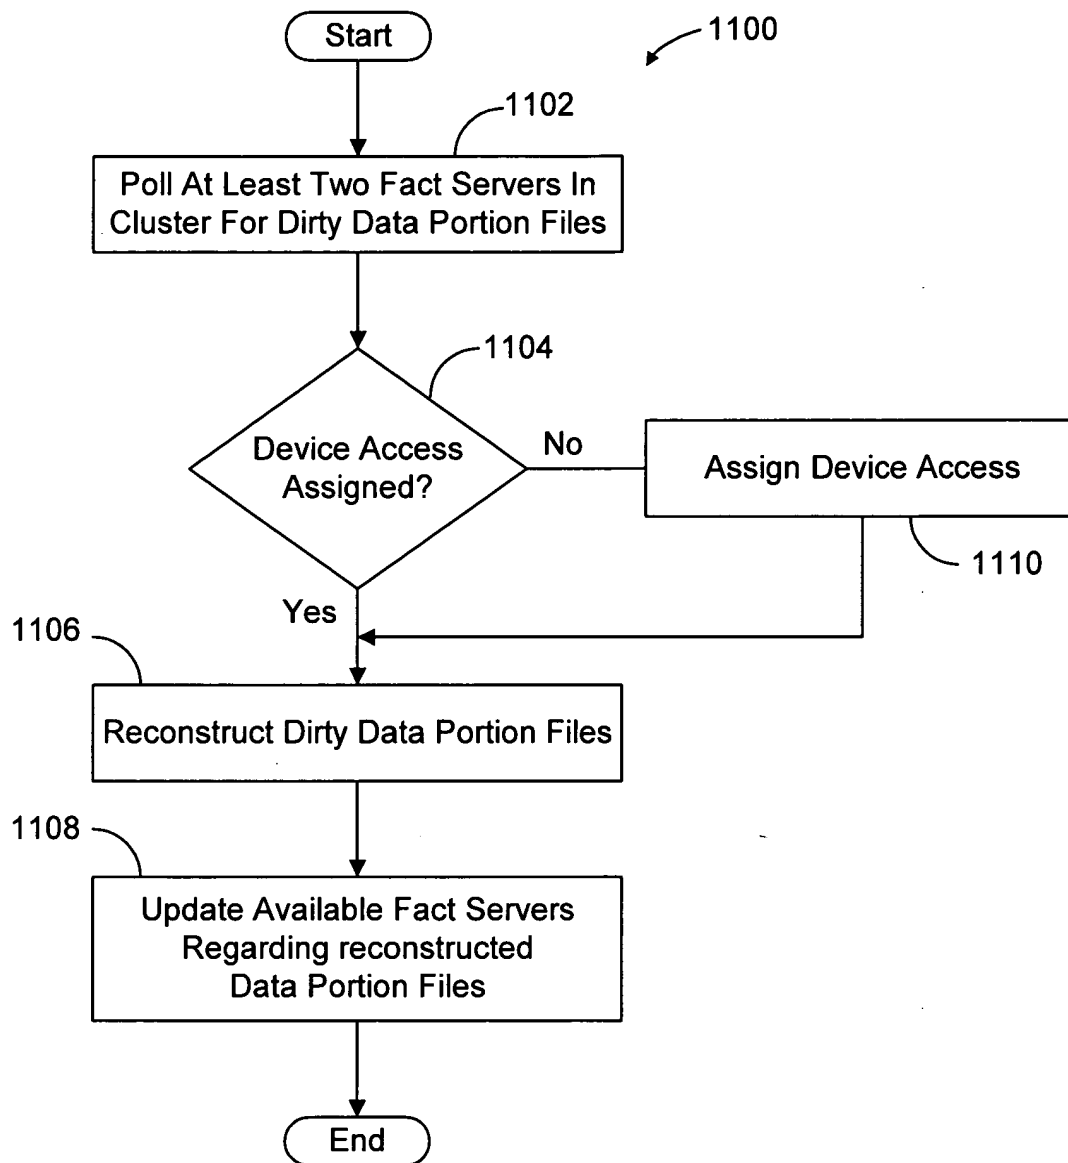 Start
1100
1102
Poll At Least Two Fact Servers In
Cluster For Dirty Data Portion Files
1104
Device Access
Assigned?
No
Assign Device Access
1110
Yes
1106
Reconstruct Dirty Data Portion Files
1108
Update Available Fact Servers
Regarding reconstructed
Data Portion Files
End